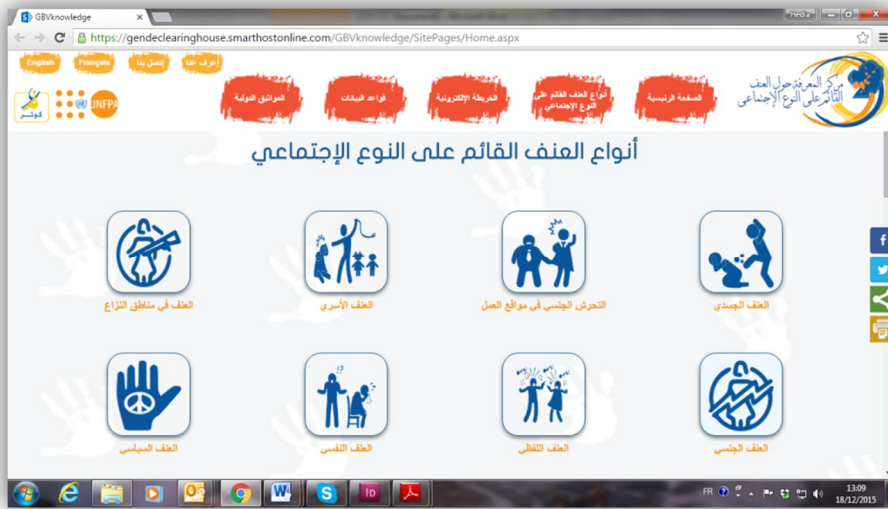 GBVknowledge
https://gendeclearinghouse.smarthostonline.com/GBVknowledge/SitePages/Home.aspx
English
Français
إتصل بنا
إعرف عنا
UNFPA
كوتر
المواثيق الدولية
قواعد البيانات
الخريطة الإلكترونية
أنواع العنف القائم على
النوع الإجتماعي
الصفحة الرئيسية
مركز المعرفة حول العنف
القائم على النوع الإجتماعي
أنواع العنف القائم على النوع الإجتماعي
العنف الجسدي
التحرش الجنسي في مواقع العمل
العنف الأسري
العنف في مناطق النزاع
العنف الجنسي
العنف اللفظي
العنف النفسي
العنف السياسي
FR
13:09
18/12/2015